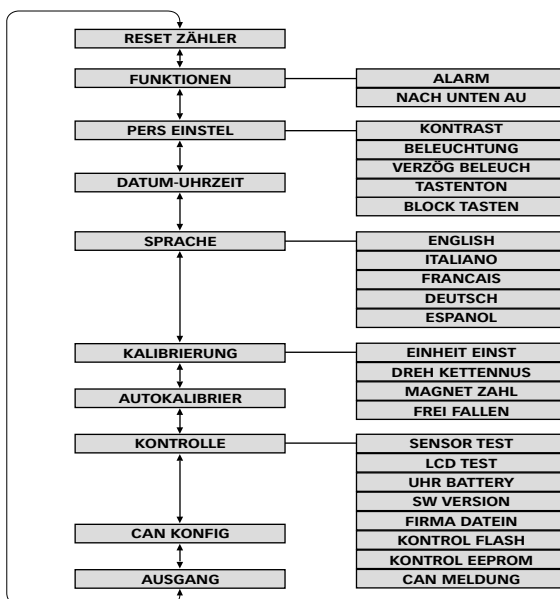 RESET ZÄHLER
FUNKTIONEN
ALARM
NACH UNTEN AU
PERS EINSTEL
KONTRAST
BELEUCHTUNG
VERZÖG BELEUCH
TASTENTON
BLOCK TASTEN
DATUM-UHRZEIT
SPRACHE
ENGLISH
ITALIANO
FRANCAIS
DEUTSCH
ESPANOL
KALIBRIERUNG
EINHEIT EINST
DREH KETTENNUS
MAGNET ZAHL
FREI FALLEN
AUTOKALIBRIER
KONTROLLE
SENSOR TEST
LCD TEST
UHR BATTERY
SW VERSION
FIRMA DATEIN
KONTROL FLASH
KONTROL EEPROM
CAN MELDUNG
CAN KONFIG
AUSGANG